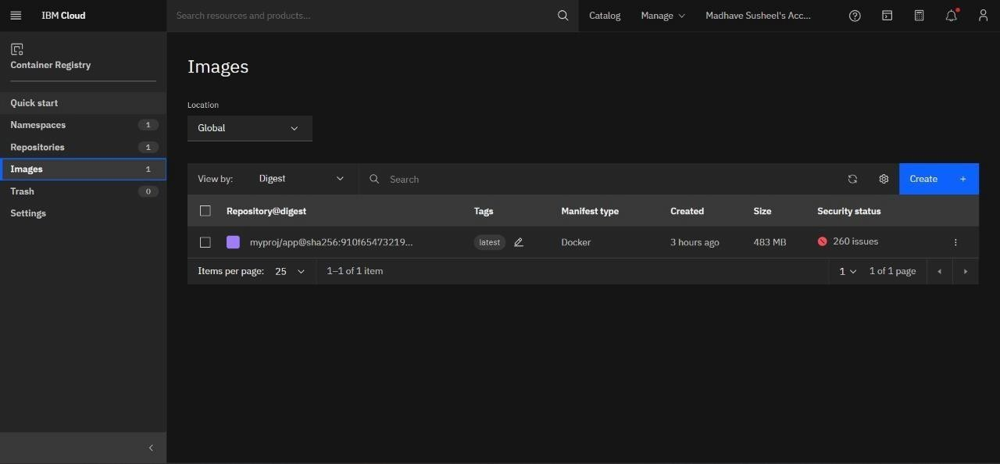 IBM Cloud
Search resources and products...
Catalog
Manage
Madhave Susheel's Acc...
Container Registry
Quick start
Namespaces 1
Repositories 1
Images 1
Trash 0
Settings
Images
Location
Global
View by: Digest
Search
Create +
Repository@digest Tags Manifest type Created Size Security status
myproj/app@sha256:910f65473219... latest Docker 3 hours ago 483 MB 260 issues
Items per page: 25 1–1 of 1 item 1 1 of 1 page